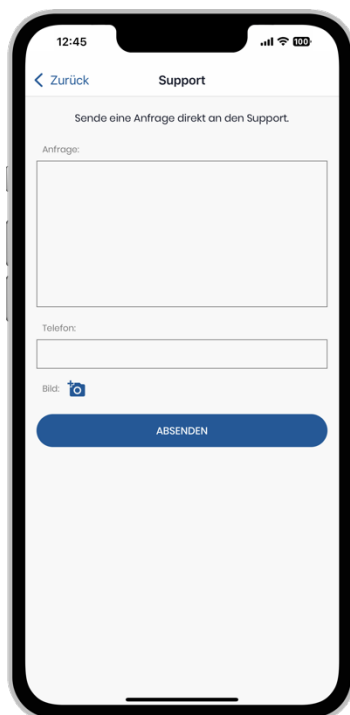 12:45
100
Zurück
Support
Sende eine Anfrage direkt an den Support.
Anfrage:
Telefon:
Bild:
ABSENDEN